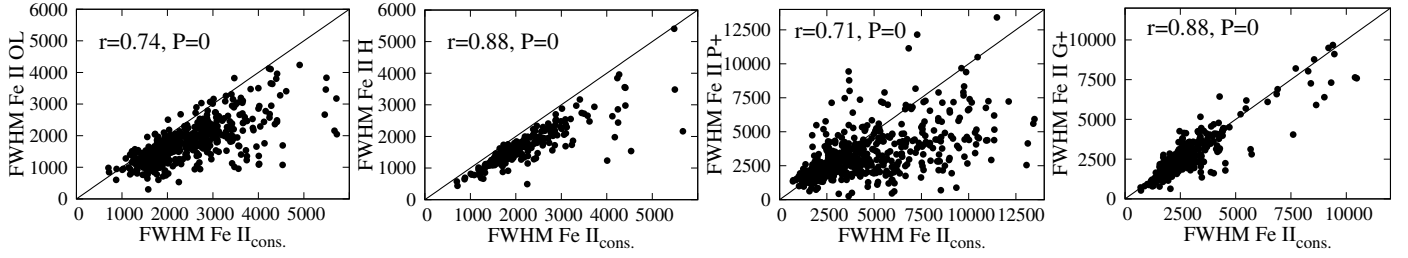 FWHM Fe II OL
6000
5000
4000
3000
2000
1000
0
r=0.74, P=0
0 1000 2000 3000 4000 5000
FWHM Fe II cons.
FWHM Fe II H
6000
5000
4000
3000
2000
1000
0
r=0.88, P=0
0 1000 2000 3000 4000 5000
FWHM Fe II cons.
FWHM Fe II P+
12500
10000
7500
5000
2500
0
r=0.71, P=0
2500 5000 7500 10000 12500
FWHM Fe II cons.
FWHM Fe II G+
10000
7500
5000
2500
0
r=0.88, P=0
0 2500 5000 7500 10000
FWHM Fe II cons.